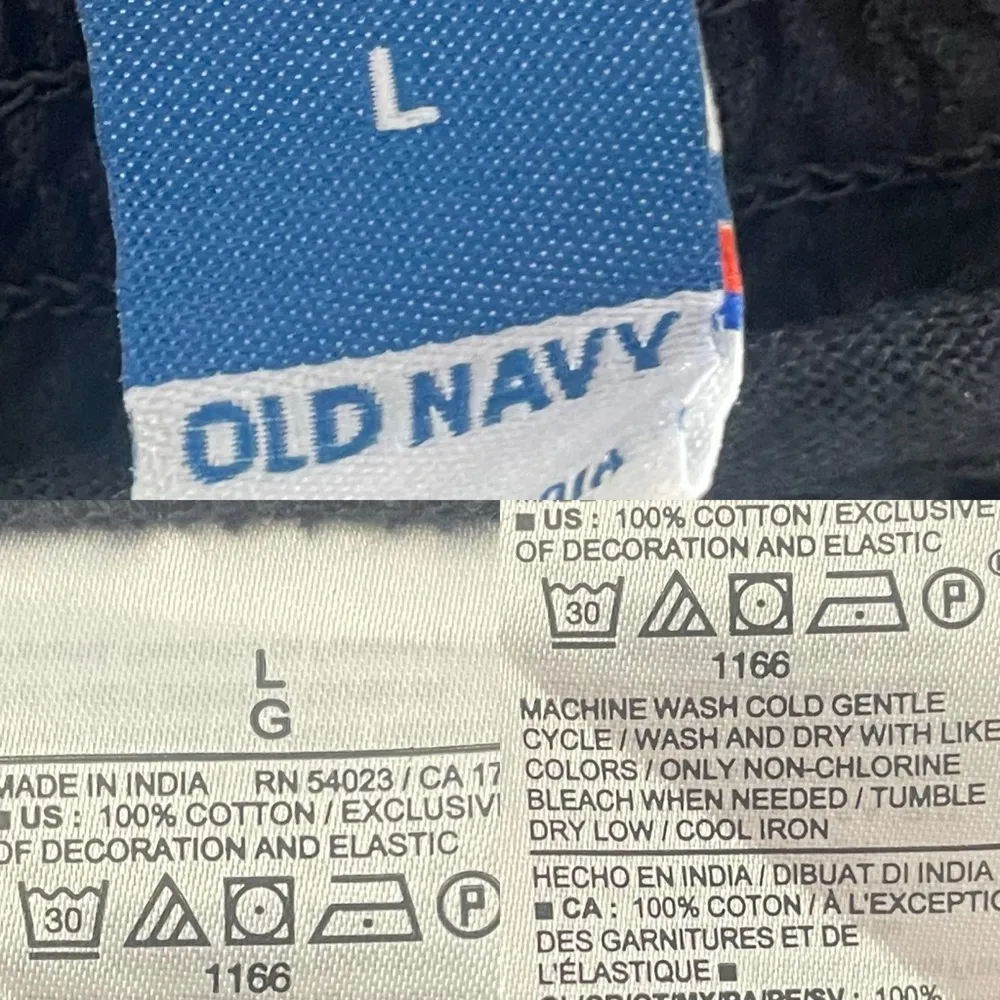 L
OLD NAVY
L
G
MADE IN INDIA RN 54023 / CA 17
US : 100% COTTON / EXCLUSIV
OF DECORATION AND ELASTIC
30
P
1166
US : 100% COTTON / EXCLUSIVE
OF DECORATION AND ELASTIC
30
P
1166
MACHINE WASH COLD GENTLE
CYCLE / WASH AND DRY WITH LIKE
COLORS / ONLY NON-CHLORINE
BLEACH WHEN NEEDED / TUMBLE
DRY LOW / COOL IRON
HECHO EN INDIA / DIBUAT DI INDIA
CA : 100% COTON / À L'EXCEPTIO
DES GARNITURES ET DE
L'ÉLASTIQUE
100%